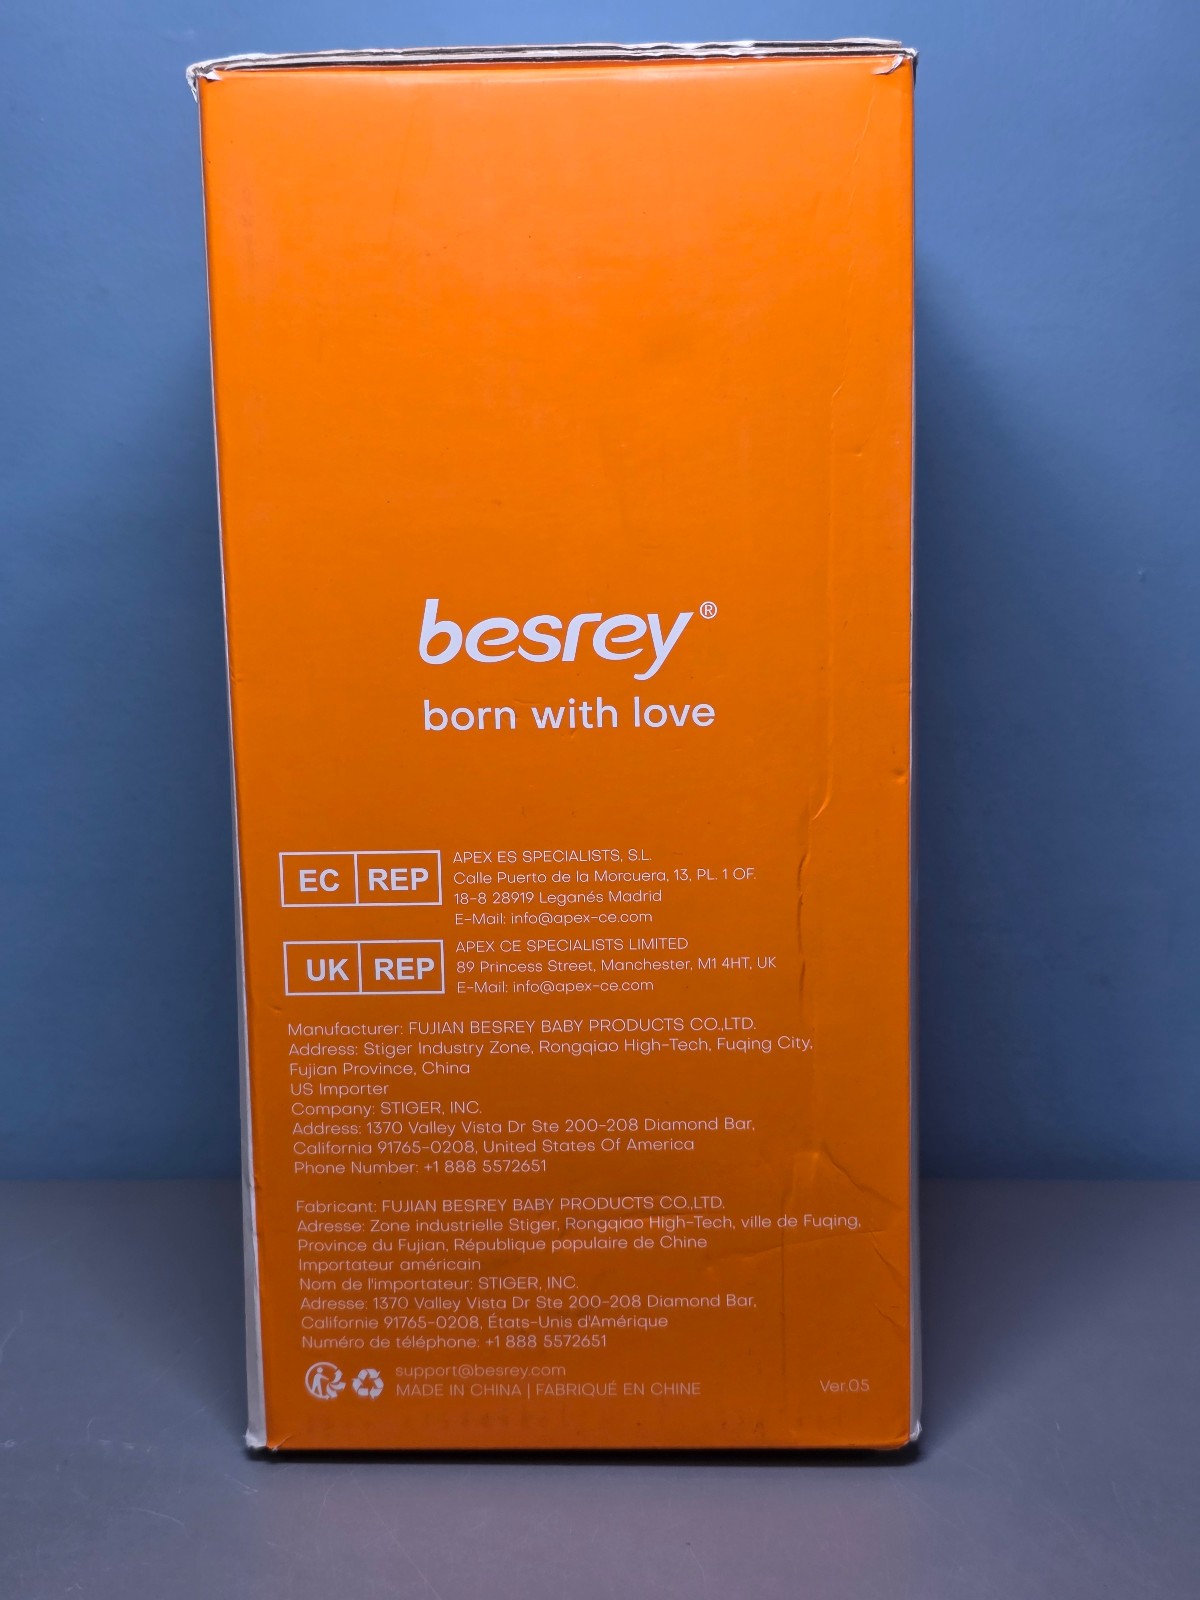 besrey®
born with love
EC REP
APEX ES SPECIALISTS, S.L.
Calle Puerto de la Morcuera, 13, PL. 1 OF.
18-8 28919 Leganés Madrid
E-Mail: info@apex-ce.com
UK REP
APEX CE SPECIALISTS LIMITED
89 Princess Street, Manchester, M1 4HT, UK
E-Mail: info@apex-ce.com
Manufacturer: FUJIAN BESREY BABY PRODUCTS CO.,LTD.
Address: Stiger Industry Zone, Rongqiao High-Tech, Fuqing City,
Fujian Province, China
US Importer
Company: STIGER, INC.
Address: 1370 Valley Vista Dr Ste 200-208 Diamond Bar,
California 91765-0208, United States Of America
Phone Number: +1 888 5572651
Fabricant: FUJIAN BESREY BABY PRODUCTS CO.,LTD.
Adresse: Zone industrielle Stiger, Rongqiao High-Tech, ville de Fuqing,
Province du Fujian, République populaire de Chine
Importateur américain
Nom de l'importateur: STIGER, INC.
Adresse: 1370 Valley Vista Dr Ste 200-208 Diamond Bar,
Californie 91765-0208, États-Unis d'Amérique
Numéro de téléphone: +1 888 5572651
support@besrey.com
MADE IN CHINA | FABRIQUÉ EN CHINE
Ver.05